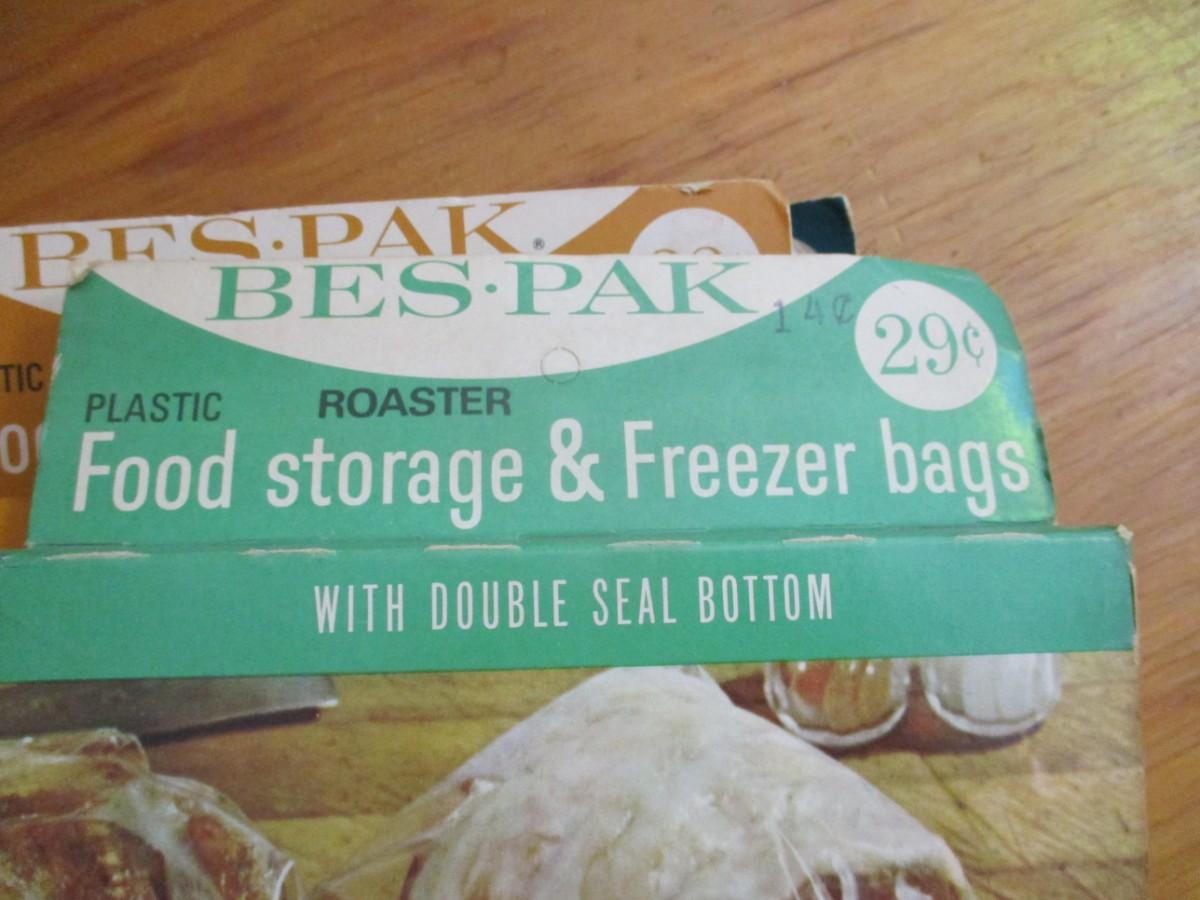 BES·PAK®
BES·PAK
14¢
29¢
TIC
PLASTIC ROASTER
Food storage & Freezer bags
WITH DOUBLE SEAL BOTTOM